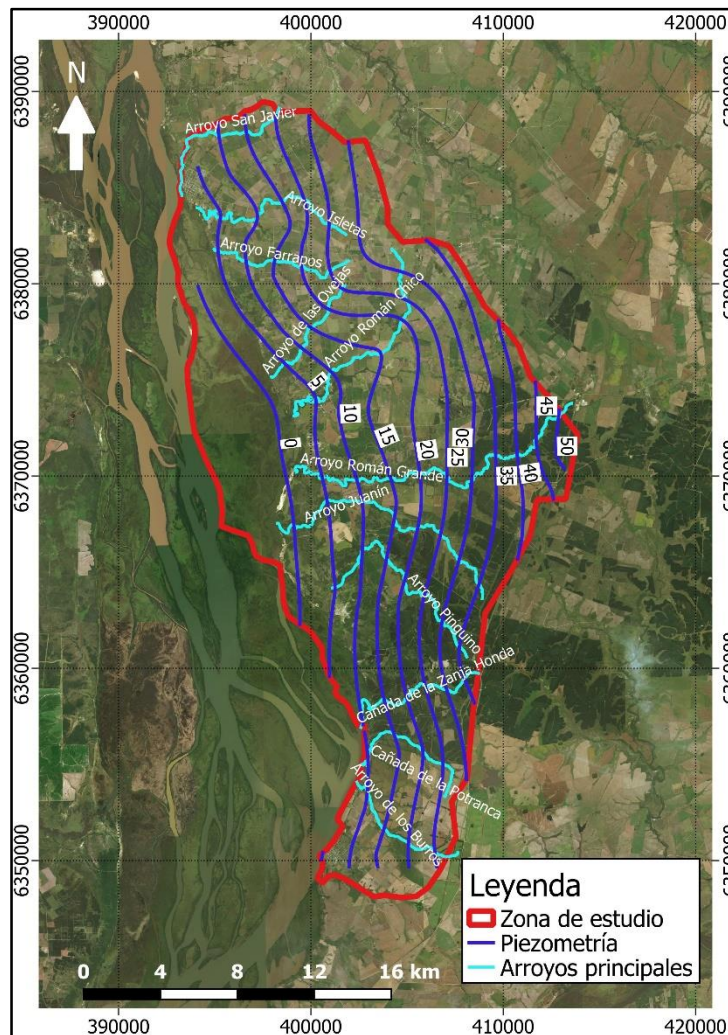 390000 400000 410000 420000
6390000
N
Arroyo San Javier
Arroyo Isletas
Arroyo Farrapos
6380000
Arroyo de las Ovejas
Arroyo Román Chico
5
10
45
0
15
20
30
25
50
35
40
Arroyo Román Grande
6370000
6370000
Arroyo Juanín
Arroyo Pinguino
6360000
Cañada de la Zanja Honda
Cañada de la Potranca
Arroyo de los Burros
6350000
Leyenda
Zona de estudio
Piezometría
Arroyos principales
0 4 8 12 16 km
390000 400000 410000 420000